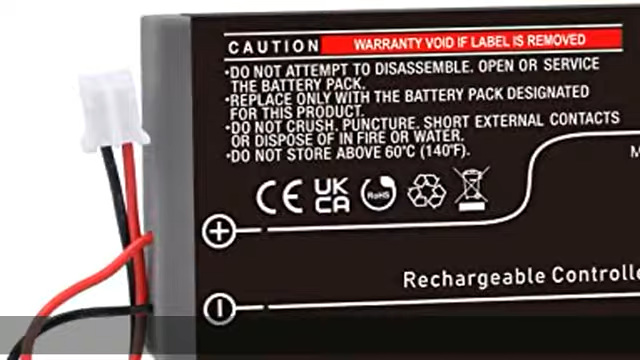 CAUTION WARRANTY VOID IF LABEL IS REMOVED
·DO NOT ATTEMPT TO DISASSEMBLE. OPEN OR SERVICE
THE BATTERY PACK.
·REPLACE ONLY WITH THE BATTERY PACK DESIGNATED
FOR THIS PRODUCT.
·DO NOT CRUSH, PUNCTURE, SHORT EXTERNAL CONTACTS
OR DISPOSE OF IN FIRE OR WATER.
·DO NOT STORE ABOVE 60°C (140°F).
CE UK
CA RoHS
Rechargeable Controlle